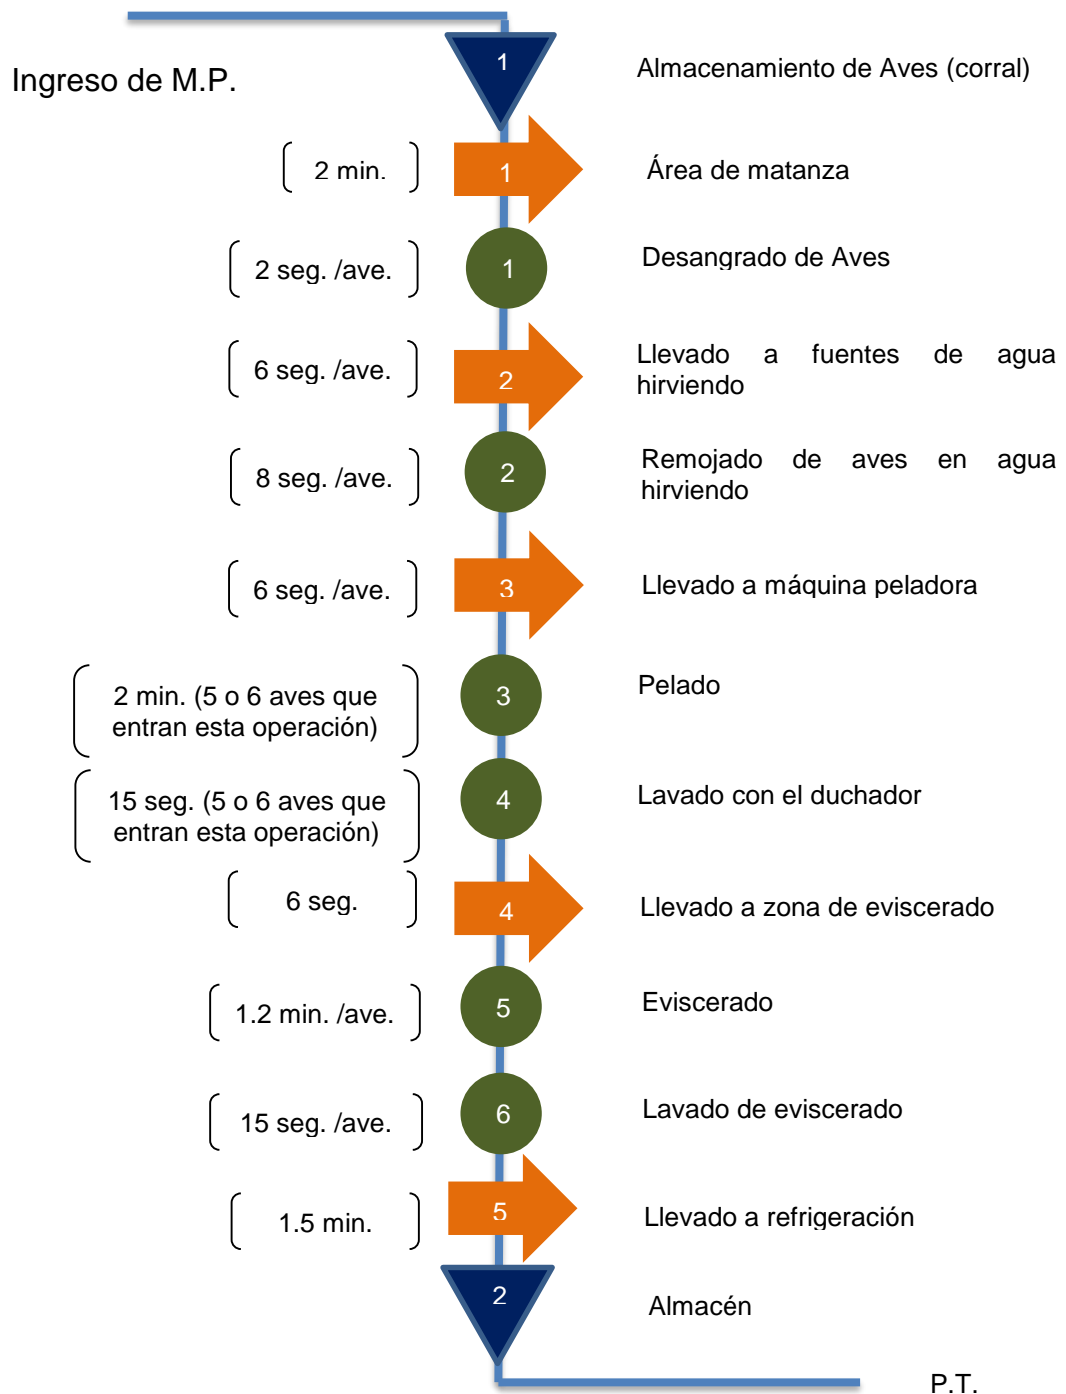 1
Almacenamiento de Aves (corral)
Ingreso de M.P.
2 min.
1
Área de matanza
2 seg. /ave.
1
Desangrado de Aves
6 seg. /ave.
2
Llevado a fuentes de agua
hirviendo
8 seg. /ave.
2
Remojado de aves en agua
hirviendo
6 seg. /ave.
3
Llevado a máquina peladora
2 min. (5 o 6 aves que
entran esta operación)
3
Pelado
15 seg. (5 o 6 aves que
entran esta operación)
4
Lavado con el duchador
6 seg.
4
Llevado a zona de eviscerado
1.2 min. /ave.
5
Eviscerado
15 seg. /ave.
6
Lavado de eviscerado
1.5 min.
5
Llevado a refrigeración
2
Almacén
P.T.